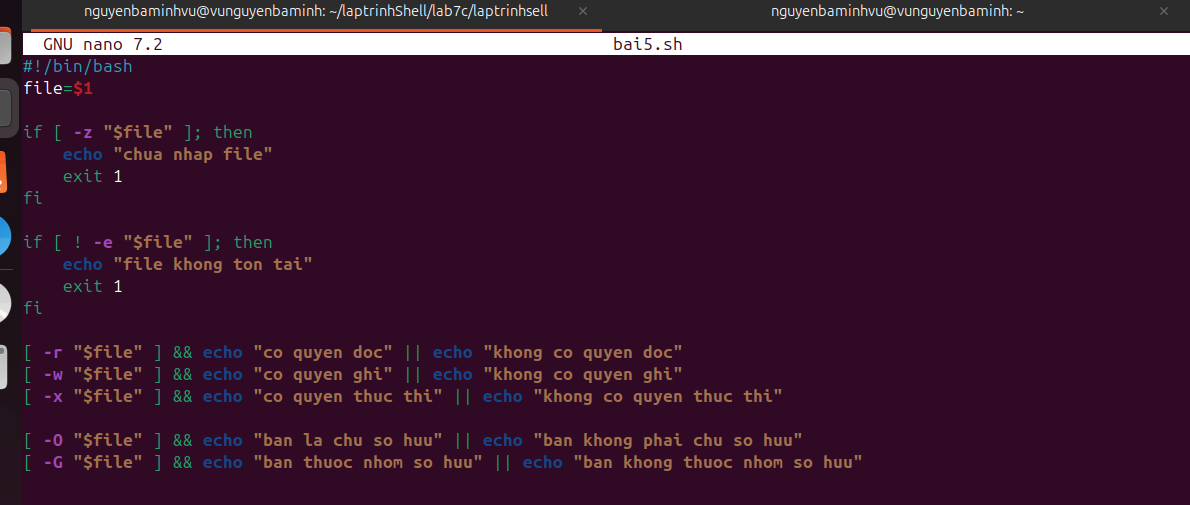 nguyenbaminhvu@vunguyenbaminh: ~/laptrinhShell/lab7c/laptrinhsell × nguyenbaminhvu@vunguyenbaminh: ~ ×
GNU nano 7.2 bai5.sh
#!/bin/bash
file=$1
if [ -z "$file" ]; then
    echo "chua nhap file"
    exit 1
fi
if [ ! -e "$file" ]; then
    echo "file khong ton tai"
    exit 1
fi
[ -r "$file" ] && echo "co quyen doc" || echo "khong co quyen doc"
[ -w "$file" ] && echo "co quyen ghi" || echo "khong co quyen ghi"
[ -x "$file" ] && echo "co quyen thuc thi" || echo "khong co quyen thuc thi"
[ -O "$file" ] && echo "ban la chu so huu" || echo "ban khong phai chu so huu"
[ -G "$file" ] && echo "ban thuoc nhom so huu" || echo "ban khong thuoc nhom so huu"